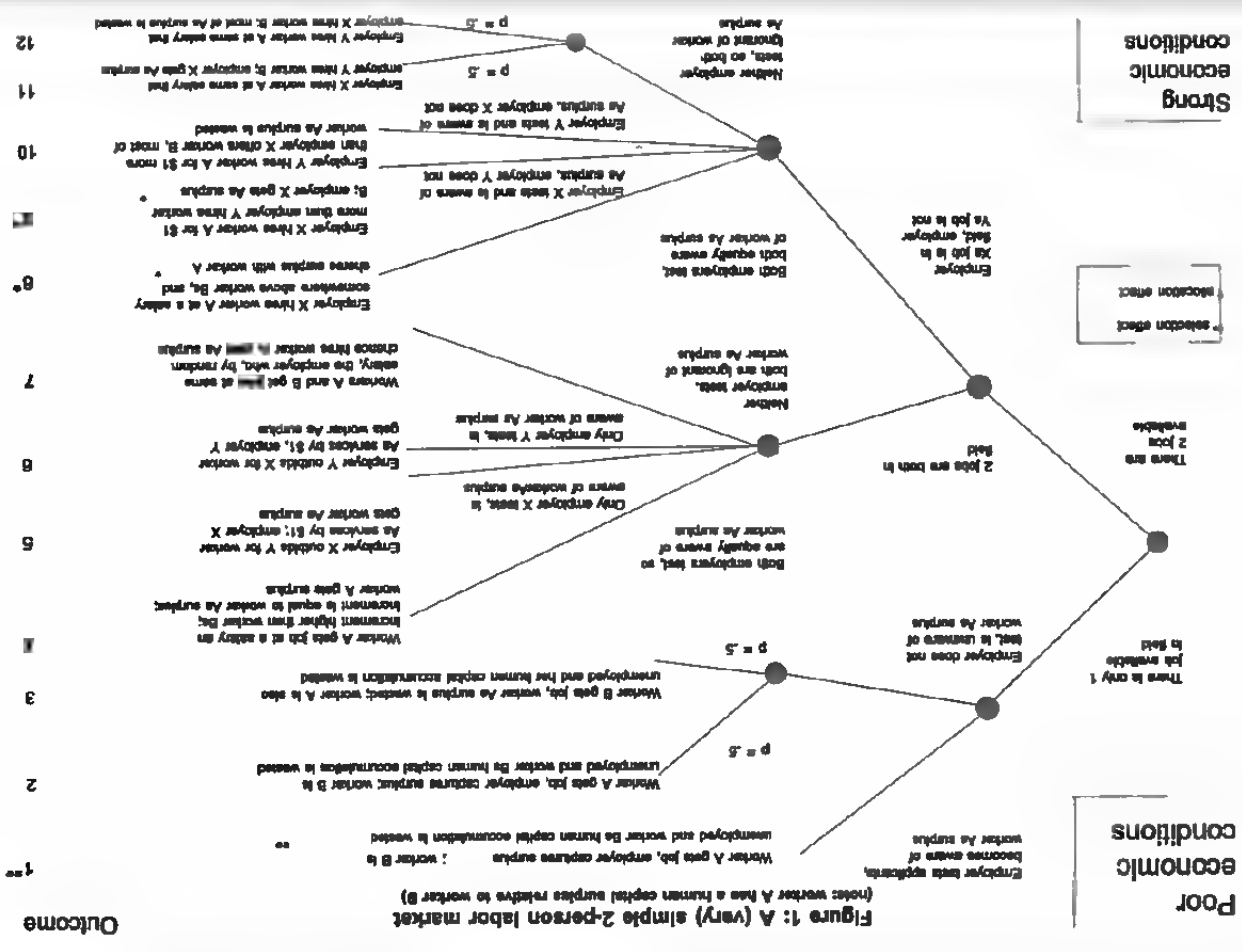 Figure 1: A (very) simple 2-person labor market
(note: worker A has a human capital surplus relative to worker B)
Outcome
Poor
economic
conditions
Employer tests applicants,
becomes aware of
worker As surplus
Worker A gets job, employer captures surplus ; worker B is
unemployed and worker Bs human capital accumulation is wasted
**
1**
p = .5
Worker A gets job, employer captures surplus; worker B is
unemployed and worker Bs human capital accumulation is wasted
2
There is only 1
job available
in field
Employer does not
test, is unaware of
worker As surplus
p = .5
Worker B gets job, worker As surplus is wasted; worker A is also
unemployed and her human capital accumulation is wasted
3
Both employers test, so
are equally aware of
worker As surplus
Worker A gets job at a salary an
increment higher than worker Bs;
increment is equal to worker As surplus;
worker A gets surplus
Only employer X tests, is
aware of workerAs surplus
Employer X outbids Y for worker
As services by $1; employer X
gets worker As surplus
5
There are
2 jobs
available
2 jobs are both in
field
Only employer Y tests, is
aware of worker As surplus
Employer Y outbids X for worker
As services by $1, employer Y
gets worker As surplus
6
Neither
employer tests,
both are ignorant of
worker As surplus
Workers A and B get at same
salary, the employer who, by random
chance hires worker As surplus
7
* selection effect
allocation effect
Employer
Xs job is in
field, employer
Ys job is not
Both employers test,
both equally aware
of worker As surplus
Employer X hires worker A at a salary
somewhere above worker Bs, and
shares surplus with worker A
*
8*
Employer X tests and is aware of
As surplus, employer Y does not
Employer X hires worker A for $1
more than employer Y hires worker
B; employer X gets As surplus
*
Employer Y tests and is aware of
As surplus, employer X does not
Employer Y hires worker A for $1 more
than employer X offers worker B, most of
worker As surplus is wasted
10
Strong
economic
conditions
Neither employer
tests, so both
ignorant of worker
As surplus
p = .5
Employer X hires worker A at same salary that
employer Y hires worker B; employer X gets As surplus
11
p = .5
Employer Y hires worker A at same salary that
employer X hires worker B; most of As surplus is wasted
12